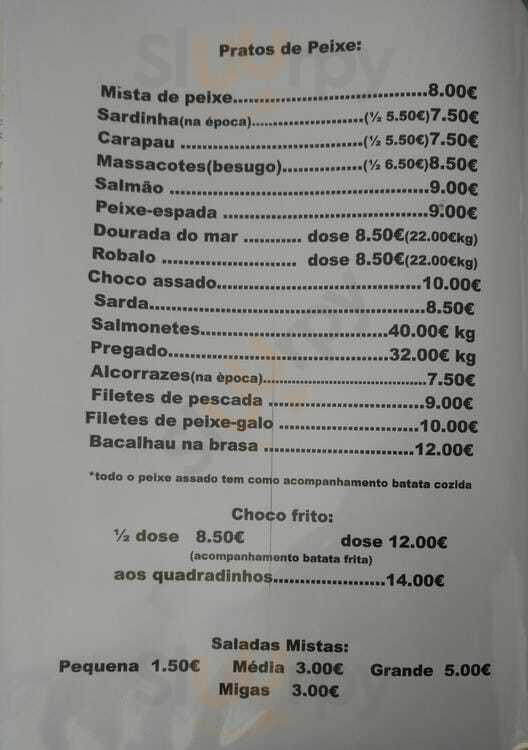 Pratos de Peixe:
Mista de peixe..............................8.00€
Sardinha(na época)....................(½ 5.50€)7.50€
Carapau ..............................(½ 5.50€)7.50€
Massacotes(besugo).............(½ 6.50€)8.50€
Salmão ........................................9.00€
Peixe-espada ................................9.00€
Dourada do mar .......... dose 8.50€(22.00€kg)
Robalo ....................... dose 8.50€(22.00€kg)
Choco assado................................10.00€
Sarda............................................8.50€
Salmonetes..............................40.00€ kg
Pregado....................................32.00€ kg
Alcorrazes(na època).............................7.50€
Filetes de pescada .........................9.00€
Filetes de peixe-galo ......................10.00€
Bacalhau na brasa .........................12.00€
*todo o peixe assado tem como acompanhamento batata cozida
Choco frito:
½ dose 8.50€ dose 12.00€
(acompanhamento batata frita)
aos quadradinhos.....................14.00€
Saladas Mistas:
Pequena 1.50€ Média 3.00€ Grande 5.00€
Migas 3.00€
Sluurpy